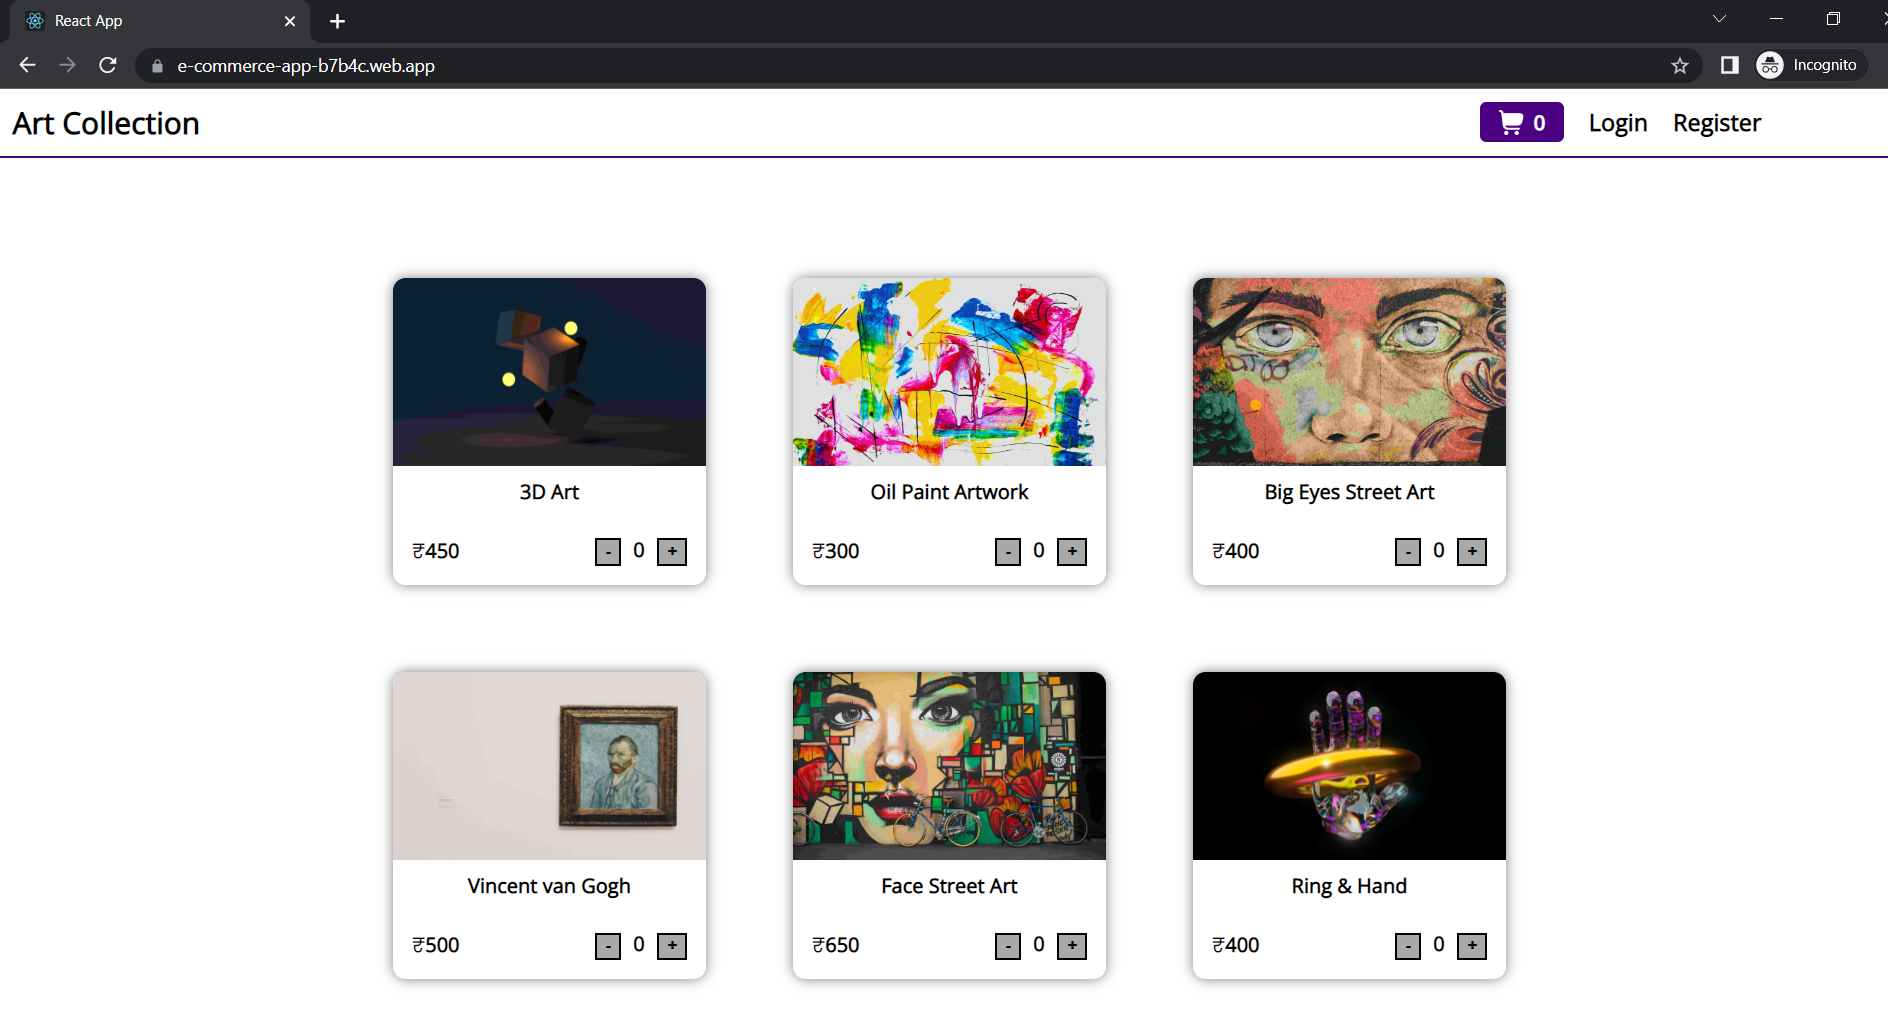 React App
e-commerce-app-b7b4c.web.app
Incognito
Art Collection
0 Login Register
3D Art
₹450 - 0 +
Oil Paint Artwork
₹300 - 0 +
Big Eyes Street Art
₹400 - 0 +
Vincent van Gogh
₹500 - 0 +
Face Street Art
₹650 - 0 +
Ring & Hand
₹400 - 0 +